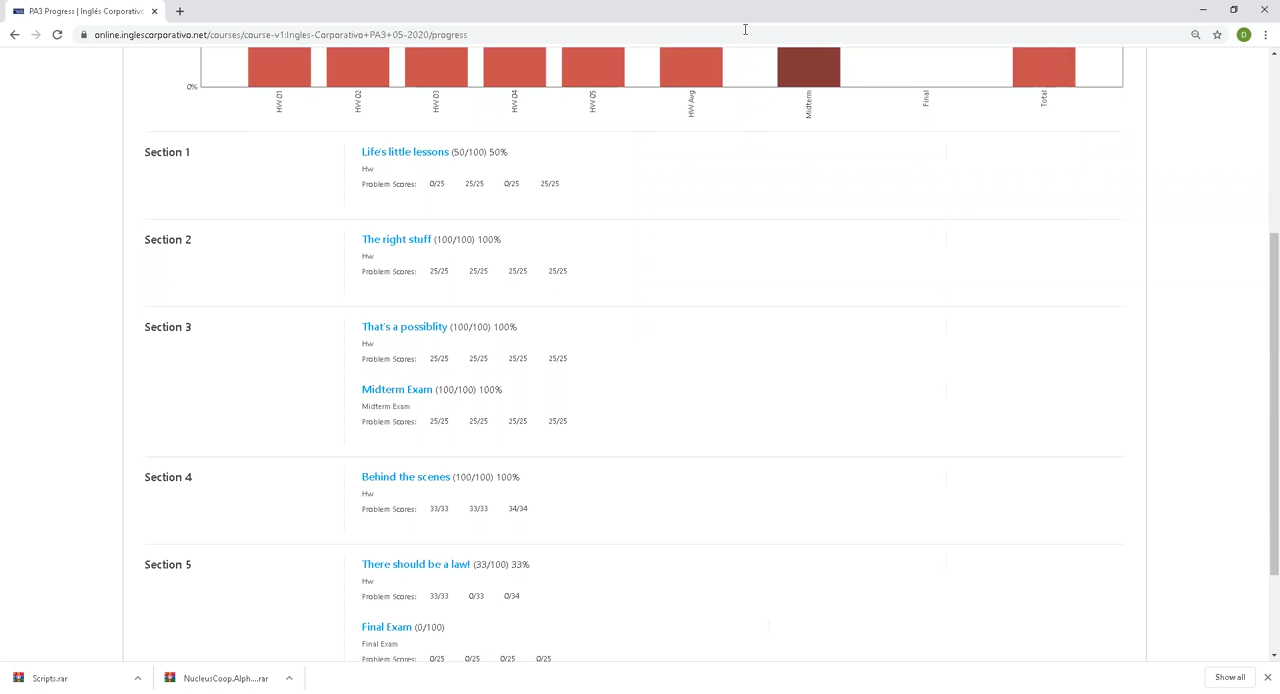 PA3 Progress | Inglés Corporativo
online.inglescorporativo.net/courses/course-v1:Ingles-Corporativo+PA3+05-2020/progress
D
0%
HW 01
HW 02
HW 03
HW 04
HW 05
HW Avg
Midterm
Final
Total
Section 1
Life's little lessons (50/100) 50%
Hw
Problem Scores: 0/25 25/25 0/25 25/25
Section 2
The right stuff (100/100) 100%
Hw
Problem Scores: 25/25 25/25 25/25 25/25
Section 3
That's a possiblity (100/100) 100%
Hw
Problem Scores: 25/25 25/25 25/25 25/25
Midterm Exam (100/100) 100%
Midterm Exam
Problem Scores: 25/25 25/25 25/25 25/25
Section 4
Behind the scenes (100/100) 100%
Hw
Problem Scores: 33/33 33/33 34/34
Section 5
There should be a law! (33/100) 33%
Hw
Problem Scores: 33/33 0/33 0/34
Final Exam (0/100)
Final Exam
Problem Scores: 0/25 0/25 0/25 0/25
Scripts.rar
NucleusCoop.Alph....rar
Show all